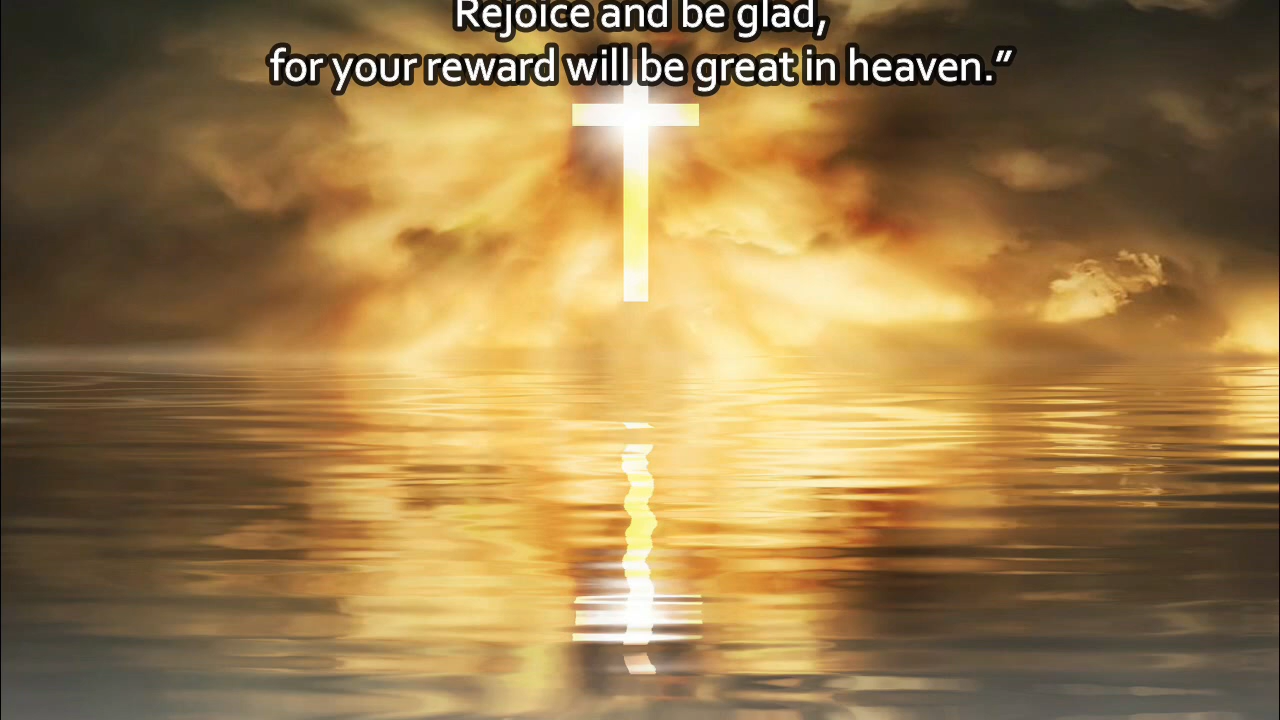 Rejoice and be glad,
for your reward will be great in heaven.”